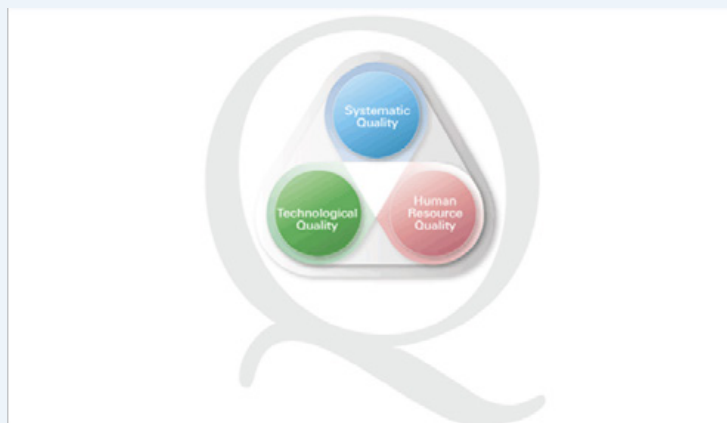 Systematic
Quality
Technological
Quality
Human
Resource
Quality
Q